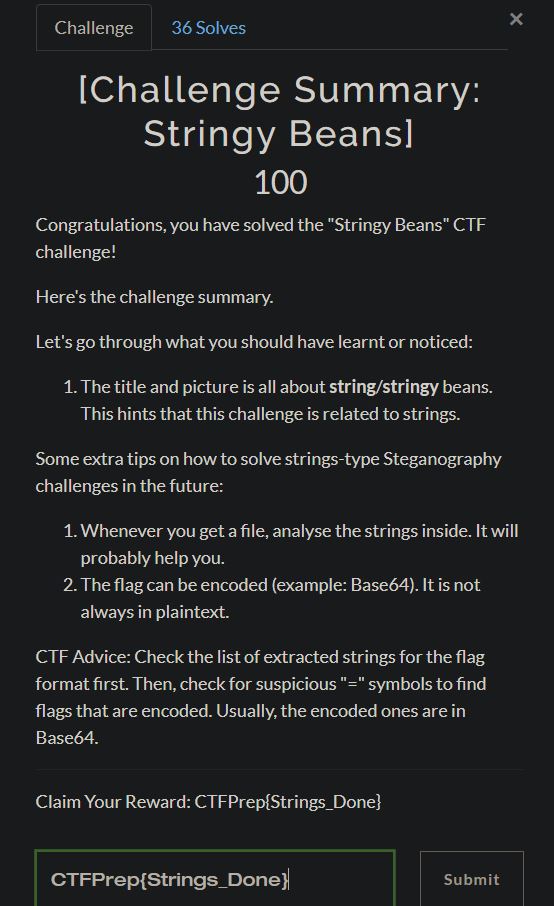 Challenge
36 Solves
×
[Challenge Summary:
Stringy Beans]
100
Congratulations, you have solved the "Stringy Beans" CTF
challenge!
Here's the challenge summary.
Let's go through what you should have learnt or noticed:
1. The title and picture is all about string/stringy beans.
This hints that this challenge is related to strings.
Some extra tips on how to solve strings-type Steganography
challenges in the future:
1. Whenever you get a file, analyse the strings inside. It will
probably help you.
2. The flag can be encoded (example: Base64). It is not
always in plaintext.
CTF Advice: Check the list of extracted strings for the flag
format first. Then, check for suspicious "=" symbols to find
flags that are encoded. Usually, the encoded ones are in
Base64.
Claim Your Reward: CTFPrep{Strings_Done}
CTFPrep{Strings_Done}
Submit